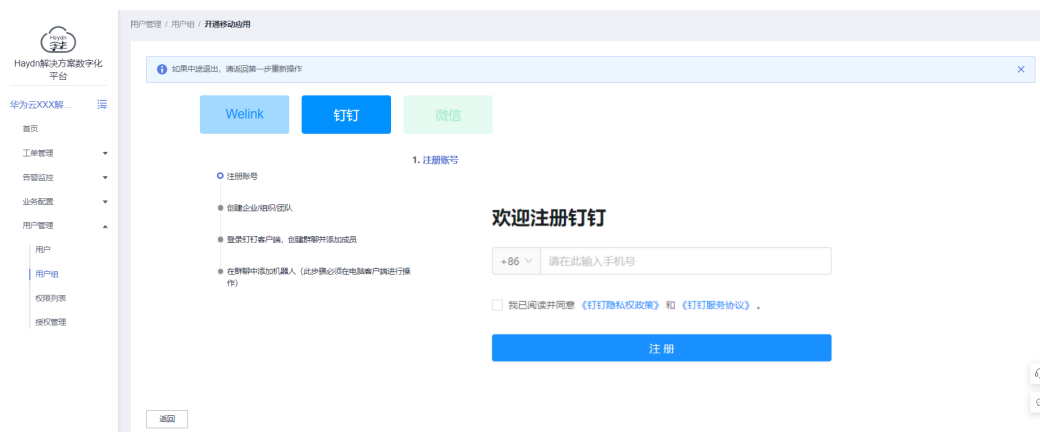 用户管理 / 用户组 / 开通移动应用
Haydn
Haydn解决方案数字化
平台
如果中途退出，请返回第一步重新操作
华为云XXX解...
Welink
钉钉
微信
首页
工单管理
告警监控
业务配置
用户管理
用户
用户组
权限列表
授权管理
1. 注册账号
注册账号
创建企业/组织/团队
登录钉钉客户端，创建群聊并添加成员
在群聊中添加机器人（此步骤必须在电脑客户端进行操
作）
欢迎注册钉钉
+86 请在此输入手机号
我已阅读并同意 《钉钉隐私权政策》 和 《钉钉服务协议》 。
注 册
返回